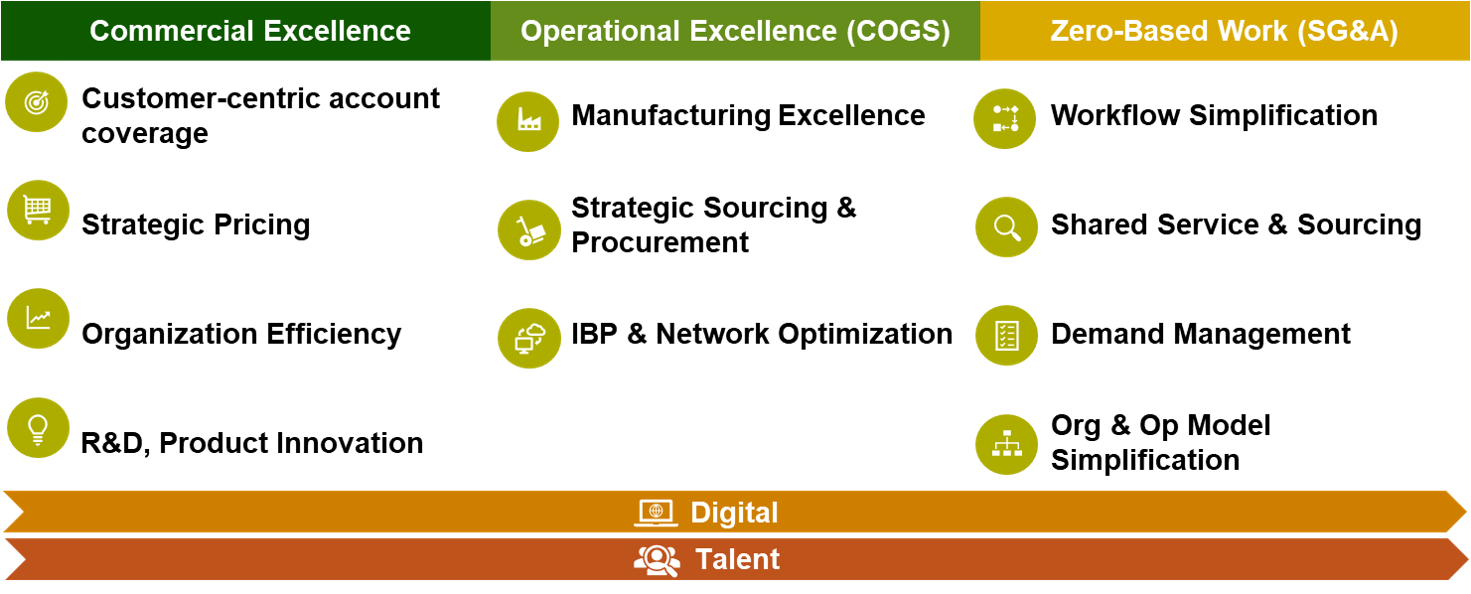 Commercial Excellence
Operational Excellence (COGS)
Zero-Based Work (SG&A)
Customer-centric account
coverage
Strategic Pricing
Organization Efficiency
R&D, Product Innovation
Manufacturing Excellence
Strategic Sourcing &
Procurement
IBP & Network Optimization
Workflow Simplification
Shared Service & Sourcing
Demand Management
Org & Op Model
Simplification
Digital
Talent